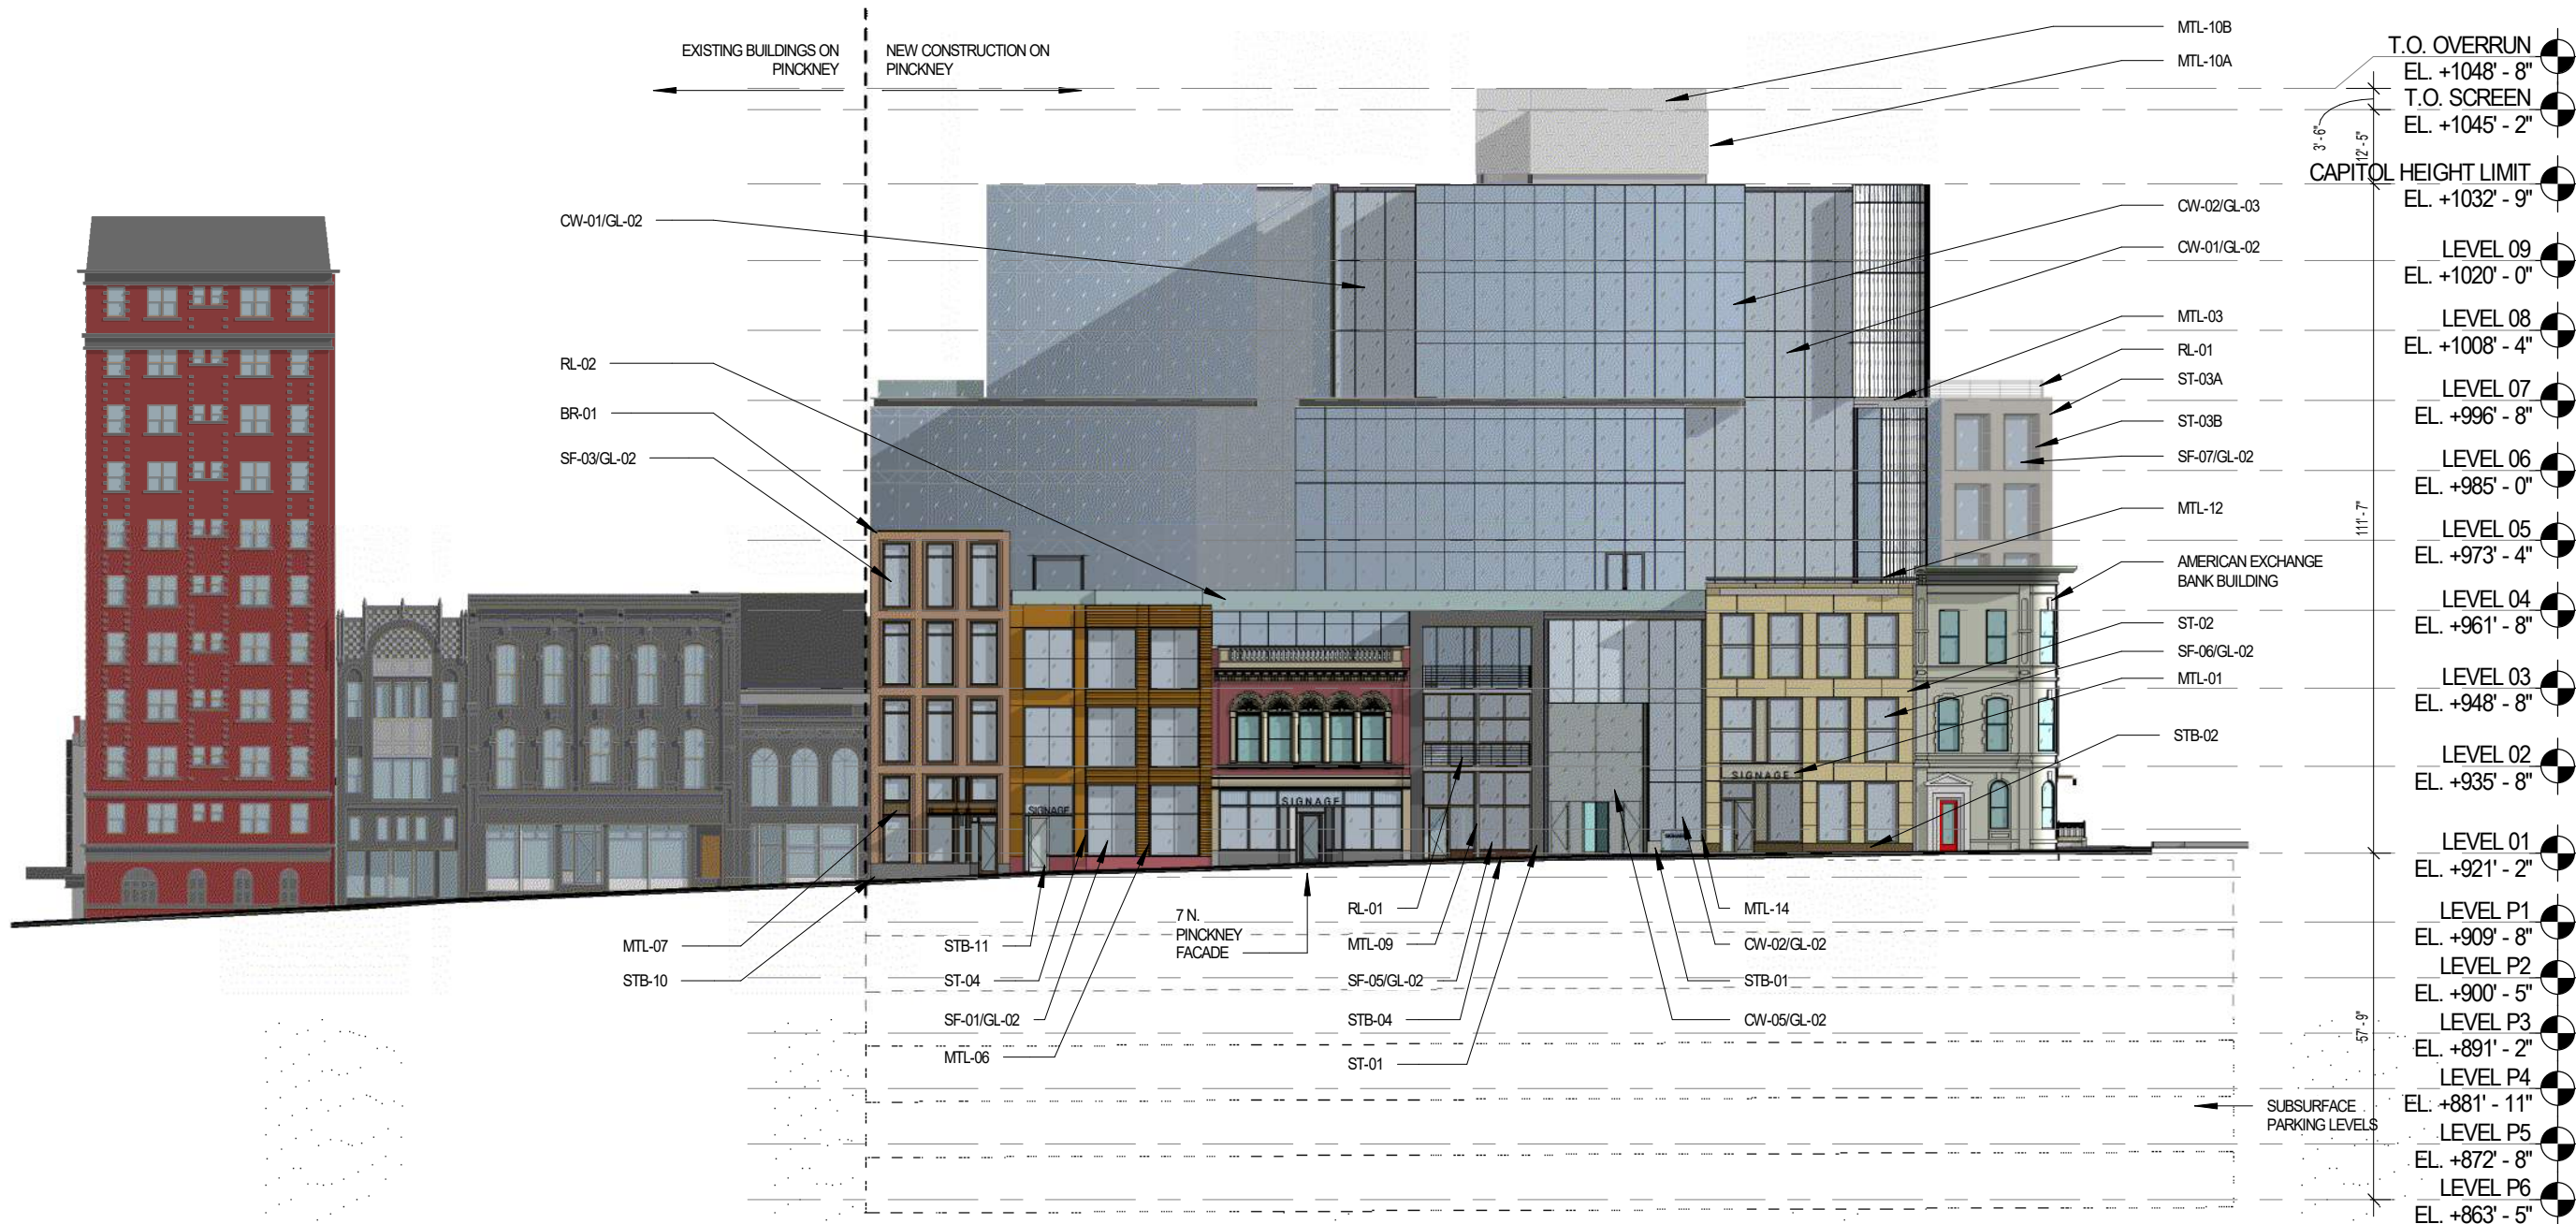 EXISTING BUILDINGS ON
PINCKNEY
NEW CONSTRUCTION ON
PINCKNEY
CW-01/GL-02
RL-02
BR-01
SF-03/GL-02
MTL-10B
MTL-10A
CW-02/GL-03
CW-01/GL-02
MTL-03
RL-01
ST-03A
ST-03B
SF-07/GL-02
MTL-12
AMERICAN EXCHANGE
BANK BUILDING
ST-02
SF-06/GL-02
MTL-01
STB-02
SIGNAGE
SIGNAGE
SIGNAGE
MTL-07
STB-10
STB-11
ST-04
SF-01/GL-02
MTL-06
7 N.
PINCKNEY
FACADE
RL-01
MTL-09
SF-05/GL-02
STB-04
ST-01
MTL-14
CW-02/GL-02
STB-01
CW-05/GL-02
SUBSURFACE
PARKING LEVELS
3' - 6"
12' - 5"
111' - 7"
57' - 9"
T.O. OVERRUN
EL. +1048' - 8"
T.O. SCREEN
EL. +1045' - 2"
CAPITOL HEIGHT LIMIT
EL. +1032' - 9"
LEVEL 09
EL. +1020' - 0"
LEVEL 08
EL. +1008' - 4"
LEVEL 07
EL. +996' - 8"
LEVEL 06
EL. +985' - 0"
LEVEL 05
EL. +973' - 4"
LEVEL 04
EL. +961' - 8"
LEVEL 03
EL. +948' - 8"
LEVEL 02
EL. +935' - 8"
LEVEL 01
EL. +921' - 2"
LEVEL P1
EL. +909' - 8"
LEVEL P2
EL. +900' - 5"
LEVEL P3
EL. +891' - 2"
LEVEL P4
EL. +881' - 11"
LEVEL P5
EL. +872' - 8"
LEVEL P6
EL. +863' - 5"